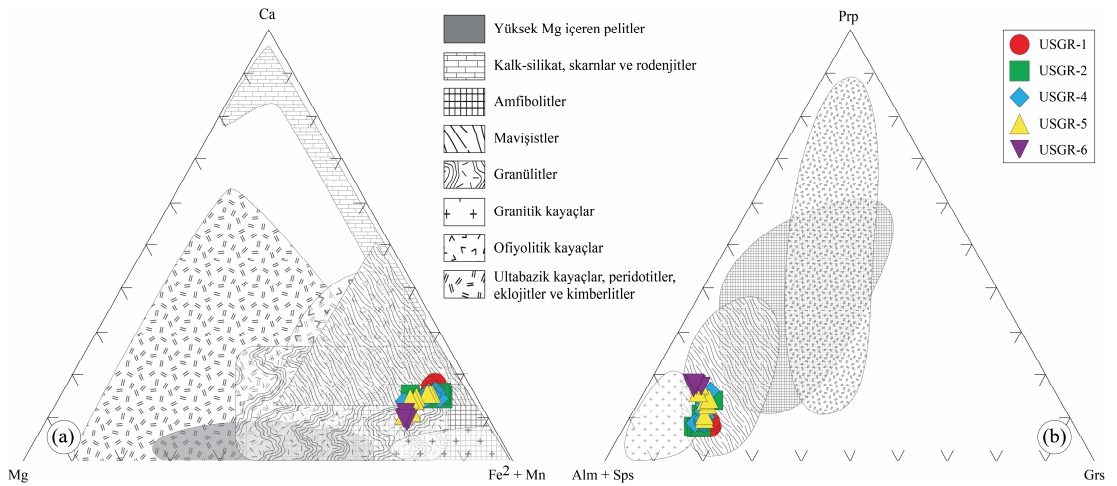 Ca
Mg
Fe2 + Mn
(a)
Yüksek Mg içeren pelitler
Kalk-silikat, skarnlar ve rodenjitler
Amfibolitler
Mavişistler
Granülitler
Granitik kayaçlar
Ofiyolitik kayaçlar
Ultabazik kayaçlar, peridotitler,
eklojitler ve kimberlitler
Prp
Alm + Sps
Grs
(b)
USGR-1
USGR-2
USGR-4
USGR-5
USGR-6